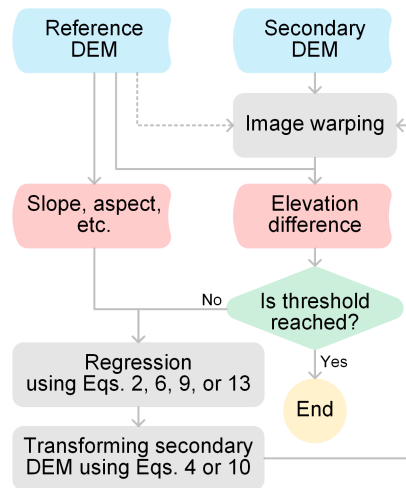 Reference
DEM
Secondary
DEM
Image warping
Slope, aspect,
etc.
Elevation
difference
No
Is threshold
reached?
Yes
Regression
using Eqs. 2, 6, 9, or 13
End
Transforming secondary
DEM using Eqs. 4 or 10